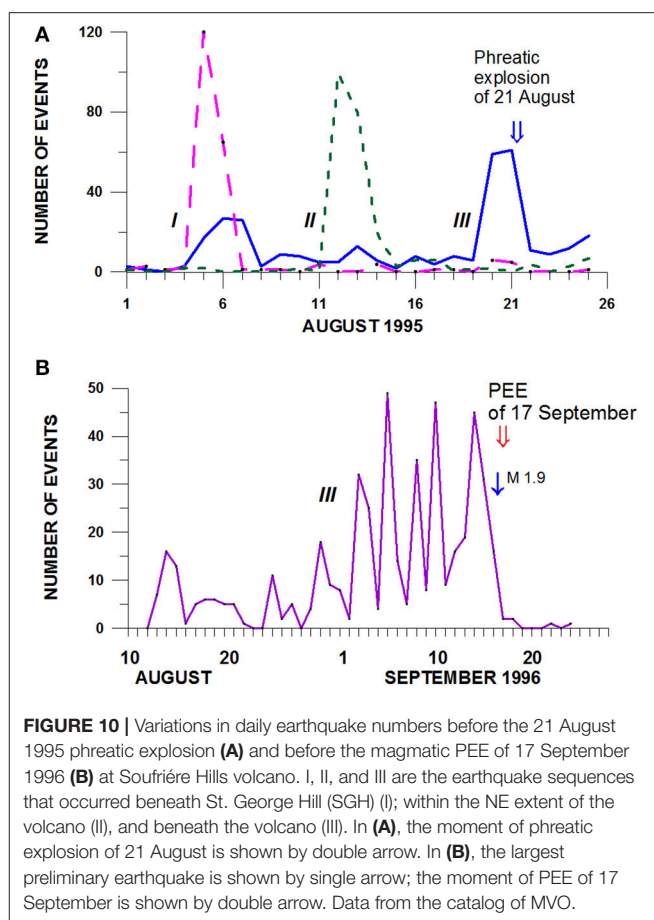 A
NUMBER OF EVENTS
120
80
40
0
Phreatic
explosion
of 21 August
I
II
III
1
6
11
16
21
26
AUGUST 1995
B
NUMBER OF EVENTS
50
40
30
20
10
0
PEE
of 17 September
M 1.9
III
10
20
1
10
20
AUGUST
SEPTEMBER 1996
FIGURE 10 | Variations in daily earthquake numbers before the 21 August
1995 phreatic explosion (A) and before the magmatic PEE of 17 September
1996 (B) at Soufriére Hills volcano. I, II, and III are the earthquake sequences
that occurred beneath St. George Hill (SGH) (I); within the NE extent of the
volcano (II), and beneath the volcano (III). In (A), the moment of phreatic
explosion of 21 August is shown by double arrow. In (B), the largest
preliminary earthquake is shown by single arrow; the moment of PEE of 17
September is shown by double arrow. Data from the catalog of MVO.